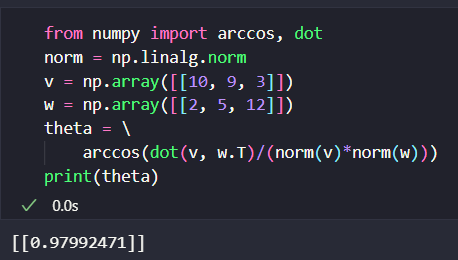 from numpy import arccos, dot
norm = np.linalg.norm
v = np.array([[10, 9, 3]])
w = np.array([[2, 5, 12]])
theta = \
    arccos(dot(v, w.T)/(norm(v)*norm(w)))
print(theta)
✓ 0.0s
[[0.97992471]]